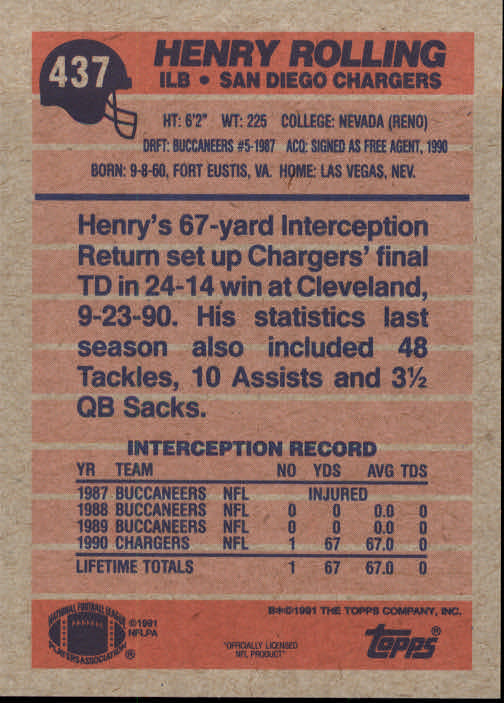 437
HENRY ROLLING
ILB • SAN DIEGO CHARGERS
HT: 6'2" WT: 225 COLLEGE: NEVADA (RENO)
DRFT: BUCCANEERS #5-1987 ACQ: SIGNED AS FREE AGENT, 1990
BORN: 9-8-60, FORT EUSTIS, VA. HOME: LAS VEGAS, NEV.
Henry's 67-yard Interception
Return set up Chargers' final
TD in 24-14 win at Cleveland,
9-23-90. His statistics last
season also included 48
Tackles, 10 Assists and 3½
QB Sacks.
INTERCEPTION RECORD
YR TEAM NO YDS AVG TDS
1987 BUCCANEERS NFL INJURED
1988 BUCCANEERS NFL 0 0 0.0 0
1989 BUCCANEERS NFL 0 0 0.0 0
1990 CHARGERS NFL 1 67 67.0 0
LIFETIME TOTALS 1 67 67.0 0
B✻©1991 THE TOPPS COMPANY, INC.
NATIONAL FOOTBALL LEAGUE
PLAYERS ASSOCIATION
®
©1991
NFLPA
"OFFICIALLY LICENSED
NFL PRODUCT"
topps®